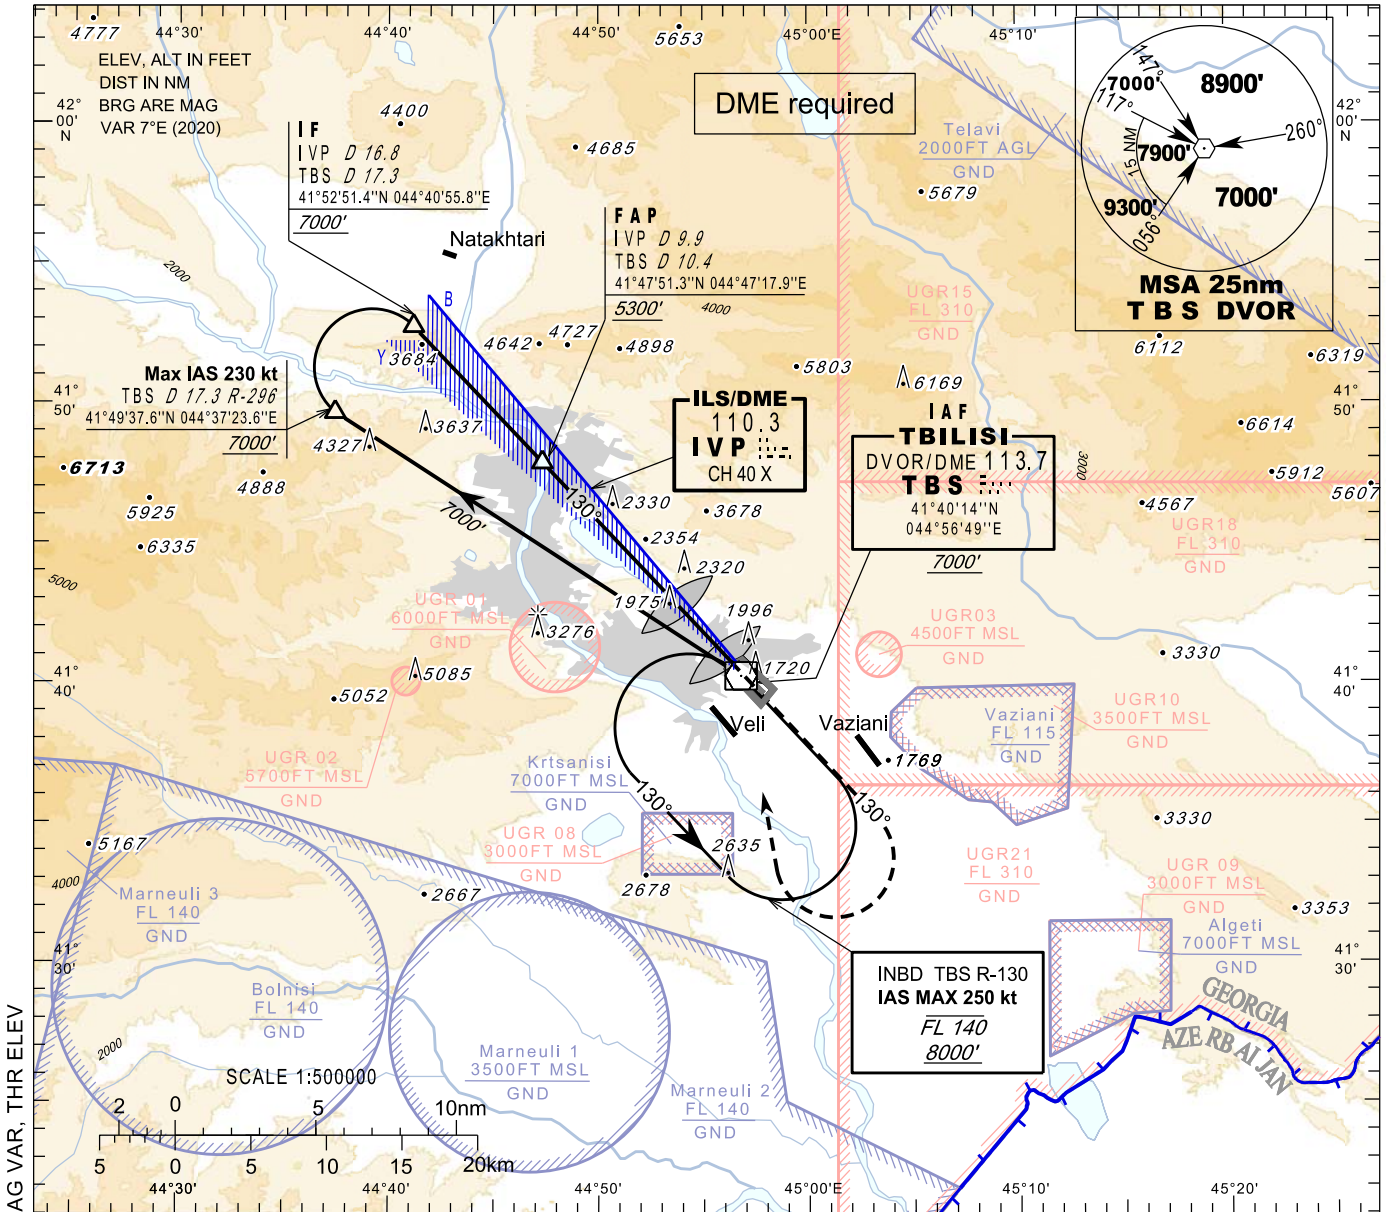 4777
44°30'
44°40'
44°50'
5653
45°00'E
45°10'
ELEV, ALT IN FEET
DIST IN NM
BRG ARE MAG
VAR 7°E (2020)
42°
00'
N
4400
DME required
Telavi
2000FT AGL
GND
147°
7000'
117°
8900'
260°
15 NM
7900'
7000'
9300'
056°
MSA 25nm
TBS DVOR
42°
00'
N
IF
IVP D 16.8
TBS D 17.3
41°52'51.4"N 044°40'55.8"E
7000'
4685
5679
Natakhtari
FAP
IVP D 9.9
TBS D 10.4
41°47'51.3"N 044°47'17.9"E
5300'
4000
2000
B
Y
3684
4642
4727
4898
5803
UGR15
FL 310
GND
6169
6112
6319
Max IAS 230 kt
TBS D 17.3 R-296
41°49'37.6"N 044°37'23.6"E
7000'
4327
3637
ILS/DME
110.3
IVP
CH 40 X
IAF
TBILISI
DVOR/DME 113.7
TBS
41°40'14"N
044°56'49"E
7000'
41°
50'
41°
50'
6614
6713
4888
5925
6335
5912
5607
3000
4567
UGR18
FL 310
GND
7000'
130°
2330
3678
2354
2320
5000
UGR 01
6000FT MSL
GND
3276
1975
1996
1720
UGR03
4500FT MSL
GND
3330
41°
40'
41°
40'
5085
5052
Veli
Vaziani
Vaziani
FL 115
GND
UGR10
3500FT MSL
GND
1769
UGR 02
5700FT MSL
GND
Krtsanisi
7000FT MSL
GND
130°
130°
UGR 08
3000FT MSL
GND
2635
2678
5167
4000
Marneuli 3
FL 140
GND
2667
3330
UGR21
FL 310
GND
UGR 09
3000FT MSL
GND
3353
Algeti
7000FT MSL
GND
41°
30'
41°
30'
INBD TBS R-130
IAS MAX 250 kt
FL 140
8000'
GEORGIA
AZERBAIJAN
Bolnisi
FL 140
GND
2000
Marneuli 1
3500FT MSL
GND
Marneuli 2
FL 140
GND
SCALE 1:500000
2 0 5 10nm
5 0 5 10 15 20km
44°30'
44°40'
44°50'
45°00'E
45°10'
45°20'
AG VAR, THR ELEV